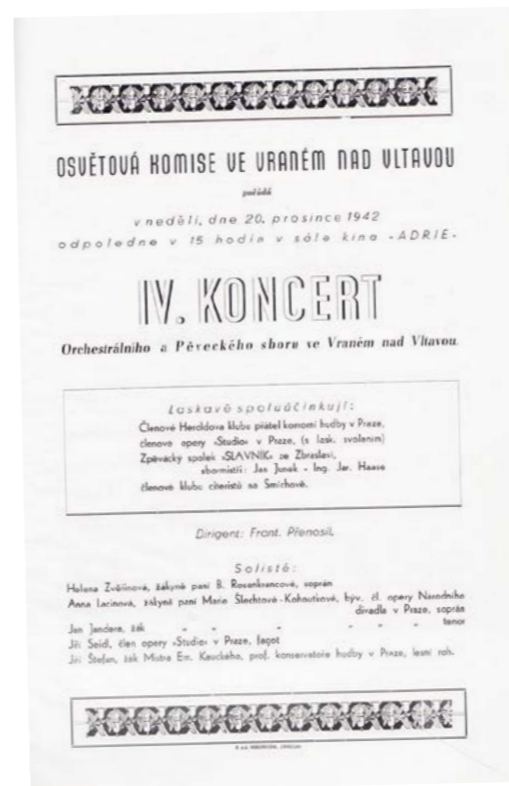 OSVĚTOVÁ KOMISE VE VRANÉM NAD VLTAVOU
pořádá
v neděli, dne 20. prosince 1942
odpoledne v 15 hodin v sále kina »ADRIE«
IV. KONCERT
Orchestrálního a Pěveckého sboru ve Vraném nad Vltavou.
Laskavě spoluúčinkují:
Členové Heroldova klubu přátel komorní hudby v Praze,
členové opery »Studio« v Praze, (s lask. svolením)
Zpěvácký spolek »SLAVNÍK« ze Zbraslavi,
sbormistři: Jan Junek - Ing. Jar. Haase
členové klubu citeristů na Smíchově.
Dirigent: Frant. Přenosil.
Solisté:
Helena Zvěřinová, žákyně paní B. Rosenkrancové, soprán
Anna Lacinová, žákyně paní Marie Šlechtové-Kohoutkové, býv. čl. opery Národního
divadla v Praze, soprán
Jan Jandera, žák " " " " tenor
Jiří Seidl, člen opery »Studio« v Praze, fagot
Jiří Štefan, žák Mistra Em. Kauckého, prof. konservatoře hudby v Praze, lesní roh.